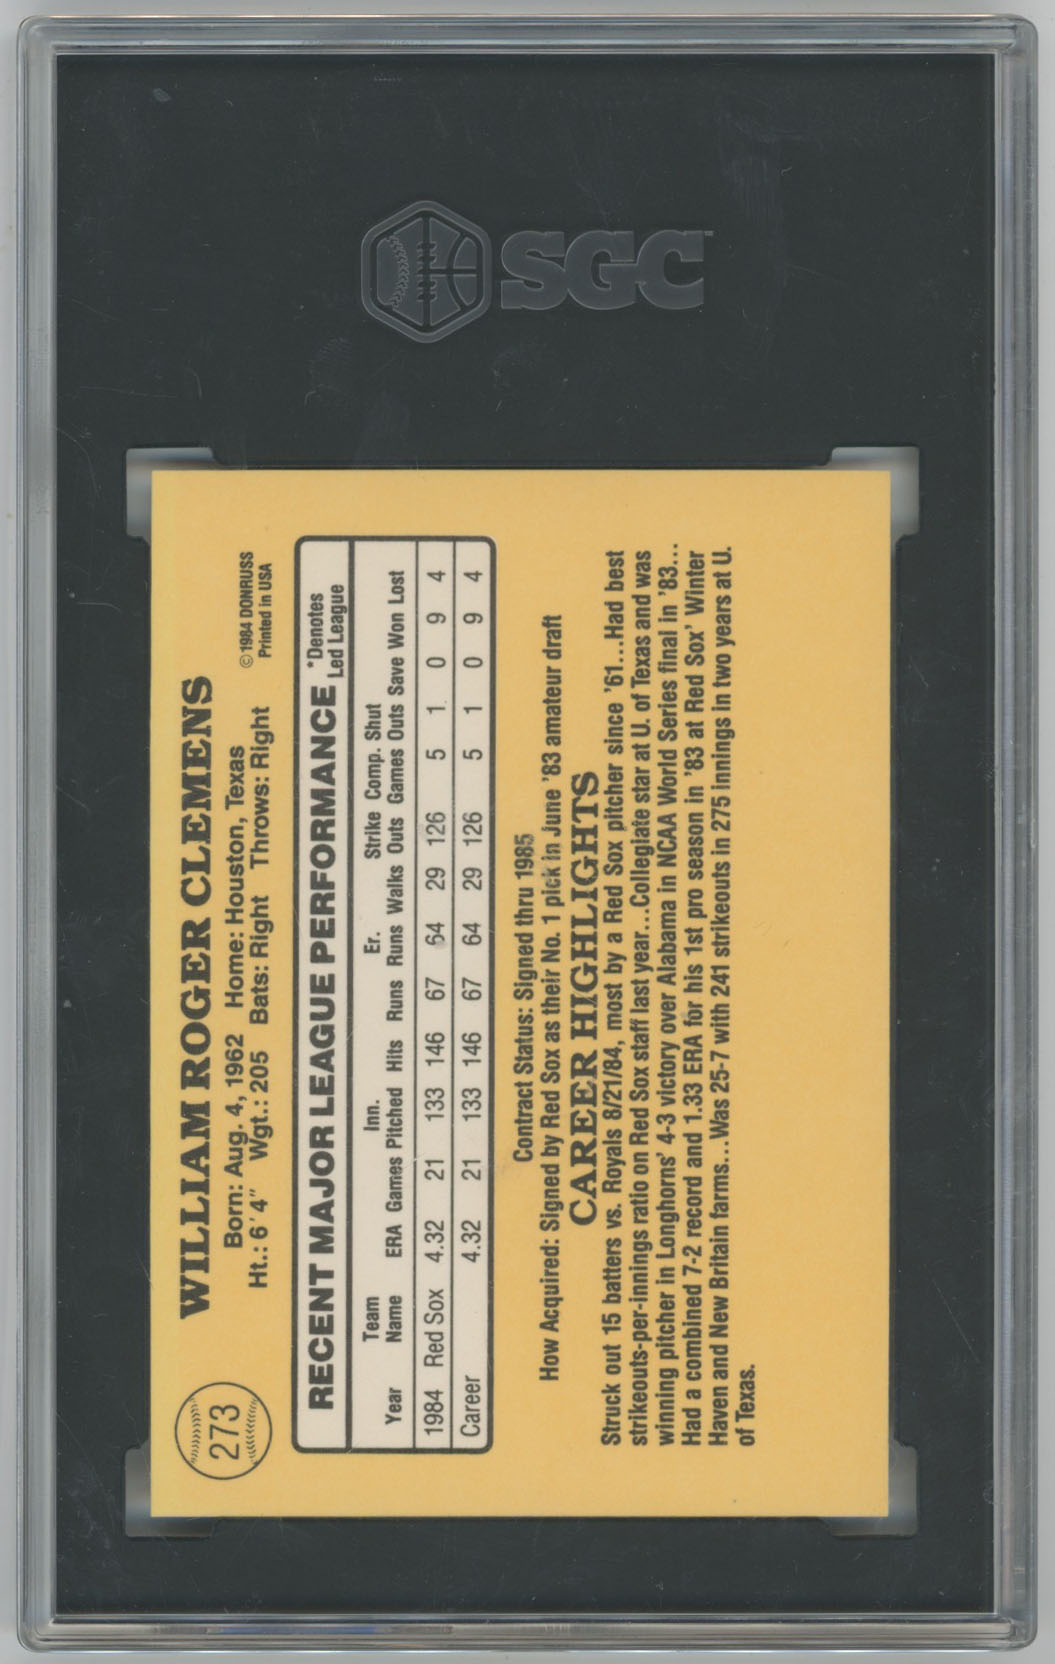 SGC
273
WILLIAM ROGER CLEMENS
Born: Aug. 4, 1962 Home: Houston, Texas
Ht.: 6' 4" Wgt.: 205 Bats: Right Throws: Right
© 1984 DONRUSS
Printed in USA
RECENT MAJOR LEAGUE PERFORMANCE
*Denotes
Led League
Team Inn. Er. Strike Comp. Shut
Year Name ERA Games Pitched Hits Runs Runs Walks Outs Games Outs Save Won Lost
1984 Red Sox 4.32 21 133 146 67 64 29 126 5 1 0 9 4
Career 4.32 21 133 146 67 64 29 126 5 1 0 9 4
Contract Status: Signed thru 1985
How Acquired: Signed by Red Sox as their No. 1 pick in June '83 amateur draft
CAREER HIGHLIGHTS
Struck out 15 batters vs. Royals 8/21/84, most by a Red Sox pitcher since '61...Had best
strikeouts-per-innings ratio on Red Sox staff last year...Collegiate star at U. of Texas and was
winning pitcher in Longhorns' 4-3 victory over Alabama in NCAA World Series final in '83...
Had a combined 7-2 record and 1.33 ERA for his 1st pro season in '83 at Red Sox' Winter
Haven and New Britain farms...Was 25-7 with 241 strikeouts in 275 innings in two years at U.
of Texas.